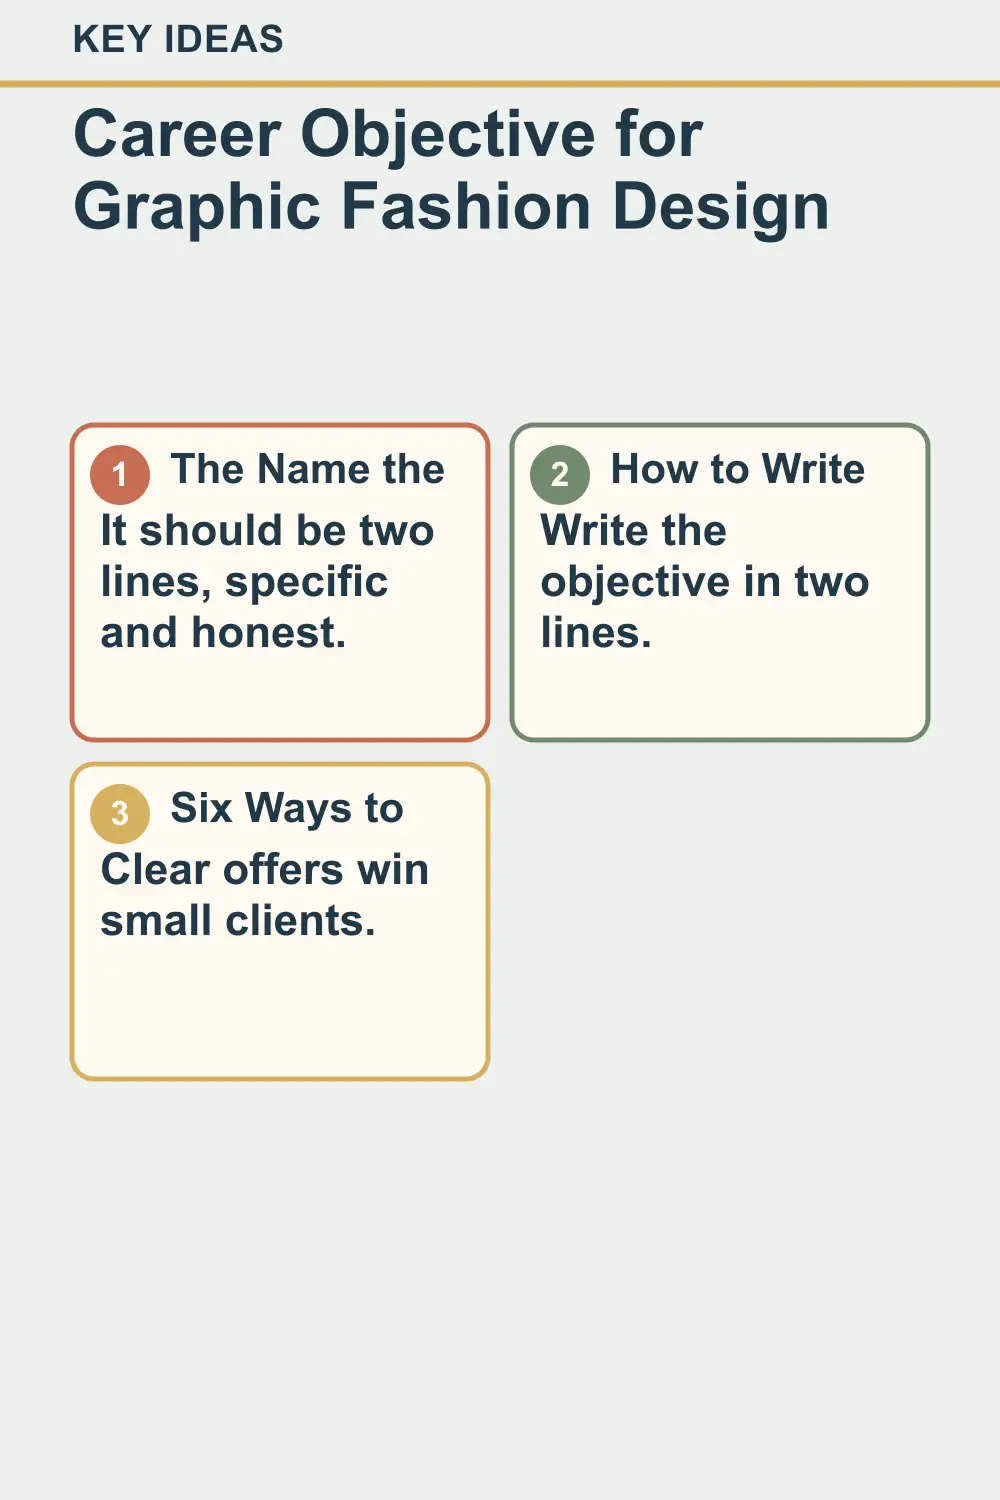 KEY IDEAS
Career Objective for
Graphic Fashion Design
1 The Name the
It should be two
lines, specific
and honest.
2 How to Write
Write the
objective in two
lines.
3 Six Ways to
Clear offers win
small clients.